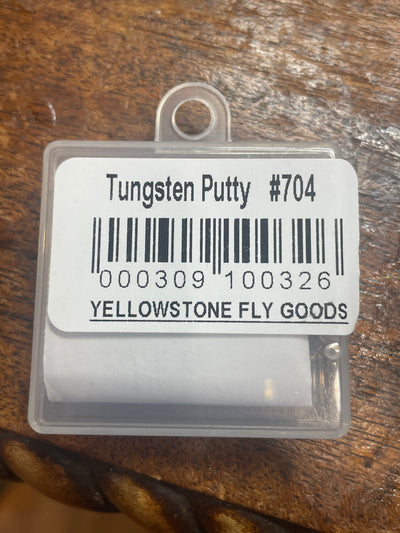 Tungsten Putty #704
000309 100326
YELLOWSTONE FLY GOODS